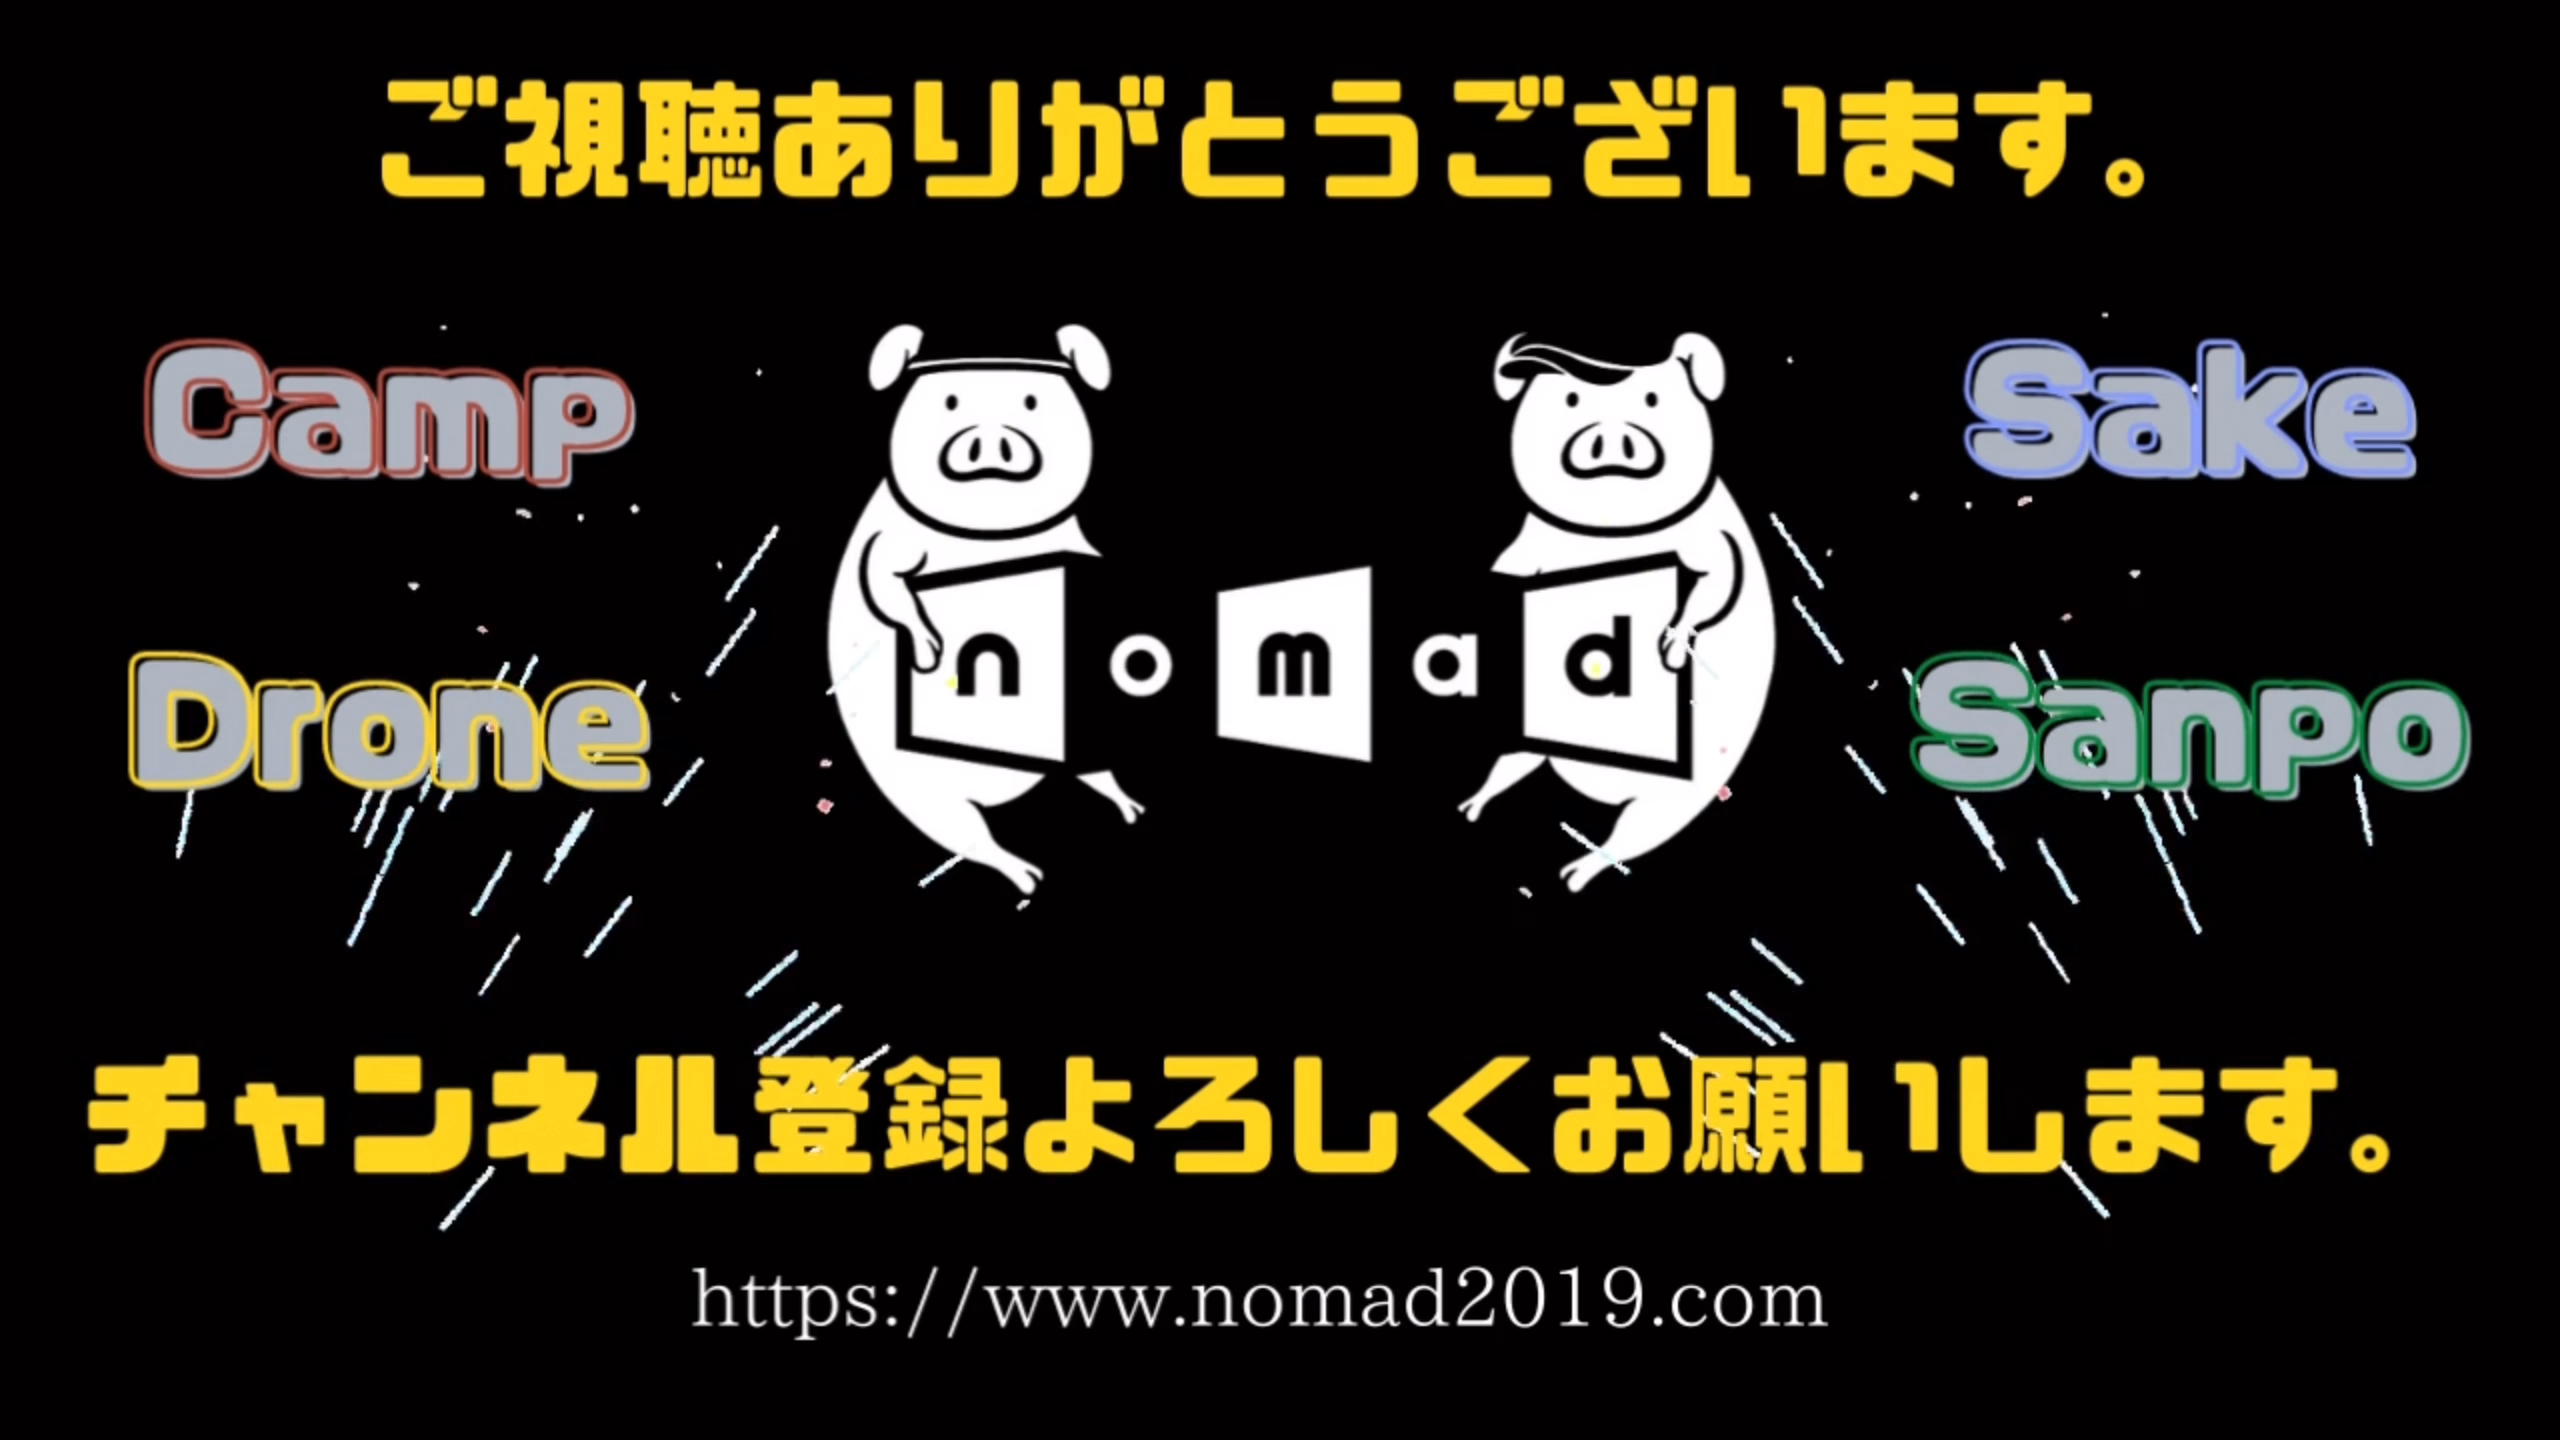 ご視聴ありがとうございます。
Camp
Sake
nomad
Drone
Sanpo
チャンネル登録よろしくお願いします。
https://www.nomad2019.com